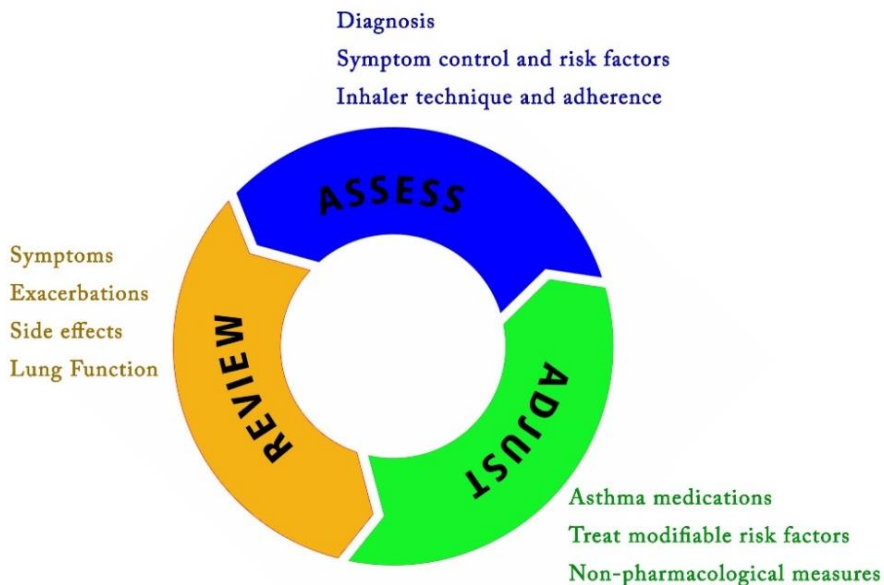 Diagnosis
Symptom control and risk factors
Inhaler technique and adherence
ASSESS
Symptoms
Exacerbations
Side effects
Lung Function
REVIEW
ADJUST
Asthma medications
Treat modifiable risk factors
Non-pharmacological measures